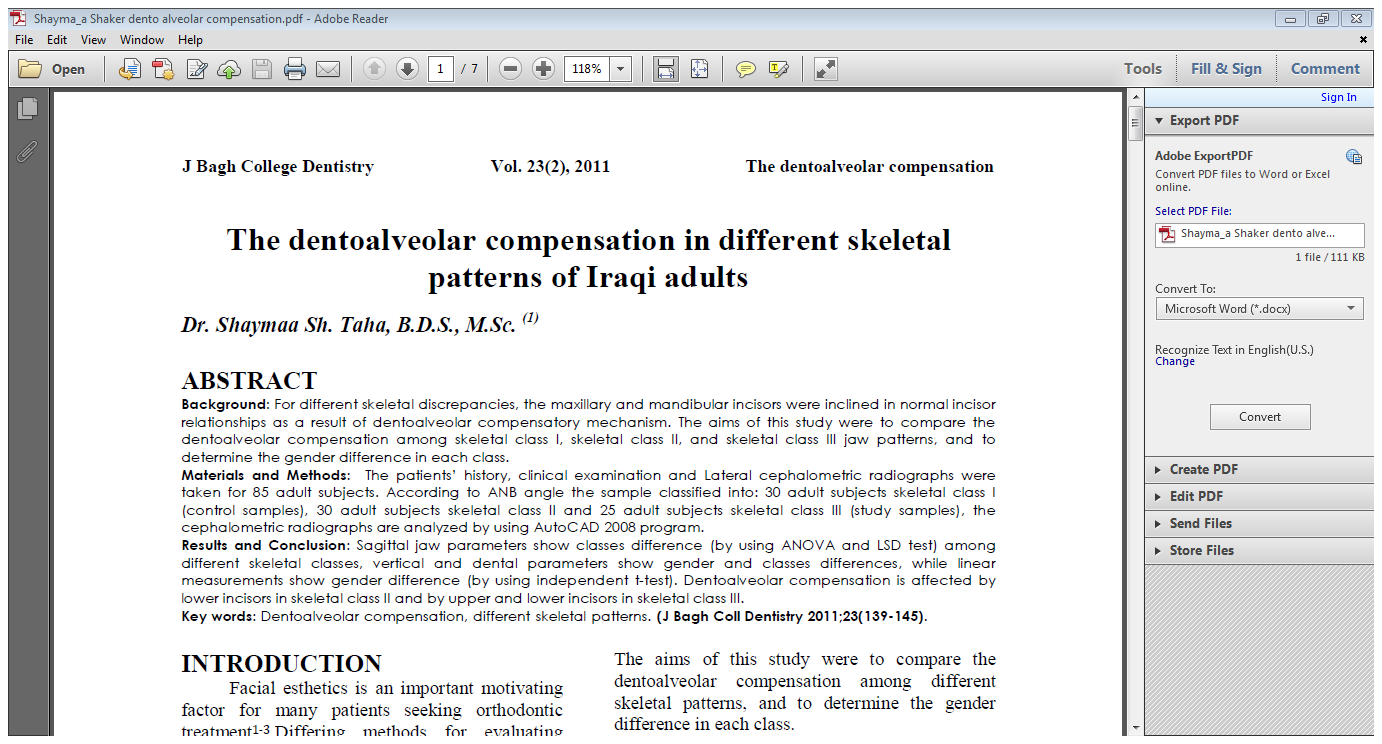 Shayma_a Shaker dento alveolar compensation.pdf - Adobe Reader
File Edit View Window Help
Open 1 / 7 118% Tools Fill & Sign Comment
Sign In
Export PDF
Adobe ExportPDF
Convert PDF files to Word or Excel
online.
Select PDF File:
Shayma_a Shaker dento alve...
1 file / 111 KB
Convert To:
Microsoft Word (*.docx)
Recognize Text in English(U.S.)
Change
Convert
Create PDF
Edit PDF
Send Files
Store Files
J Bagh College Dentistry Vol. 23(2), 2011 The dentoalveolar compensation
The dentoalveolar compensation in different skeletal
patterns of Iraqi adults
Dr. Shaymaa Sh. Taha, B.D.S., M.Sc. (1)
ABSTRACT
Background: For different skeletal discrepancies, the maxillary and mandibular incisors were inclined in normal incisor
relationships as a result of dentoalveolar compensatory mechanism. The aims of this study were to compare the
dentoalveolar compensation among skeletal class I, skeletal class II, and skeletal class III jaw patterns, and to
determine the gender difference in each class.
Materials and Methods: The patients' history, clinical examination and Lateral cephalometric radiographs were
taken for 85 adult subjects. According to ANB angle the sample classified into: 30 adult subjects skeletal class I
(control samples), 30 adult subjects skeletal class II and 25 adult subjects skeletal class III (study samples), the
cephalometric radiographs are analyzed by using AutoCAD 2008 program.
Results and Conclusion: Sagittal jaw parameters show classes difference (by using ANOVA and LSD test) among
different skeletal classes, vertical and dental parameters show gender and classes differences, while linear
measurements show gender difference (by using independent t-test). Dentoalveolar compensation is affected by
lower incisors in skeletal class II and by upper and lower incisors in skeletal class III.
Key words: Dentoalveolar compensation, different skeletal patterns. (J Bagh Coll Dentistry 2011;23(139-145).
INTRODUCTION
Facial esthetics is an important motivating
factor for many patients seeking orthodontic
treatment1-3 Differing methods for evaluating
The aims of this study were to compare the
dentoalveolar compensation among different
skeletal patterns, and to determine the gender
difference in each class.